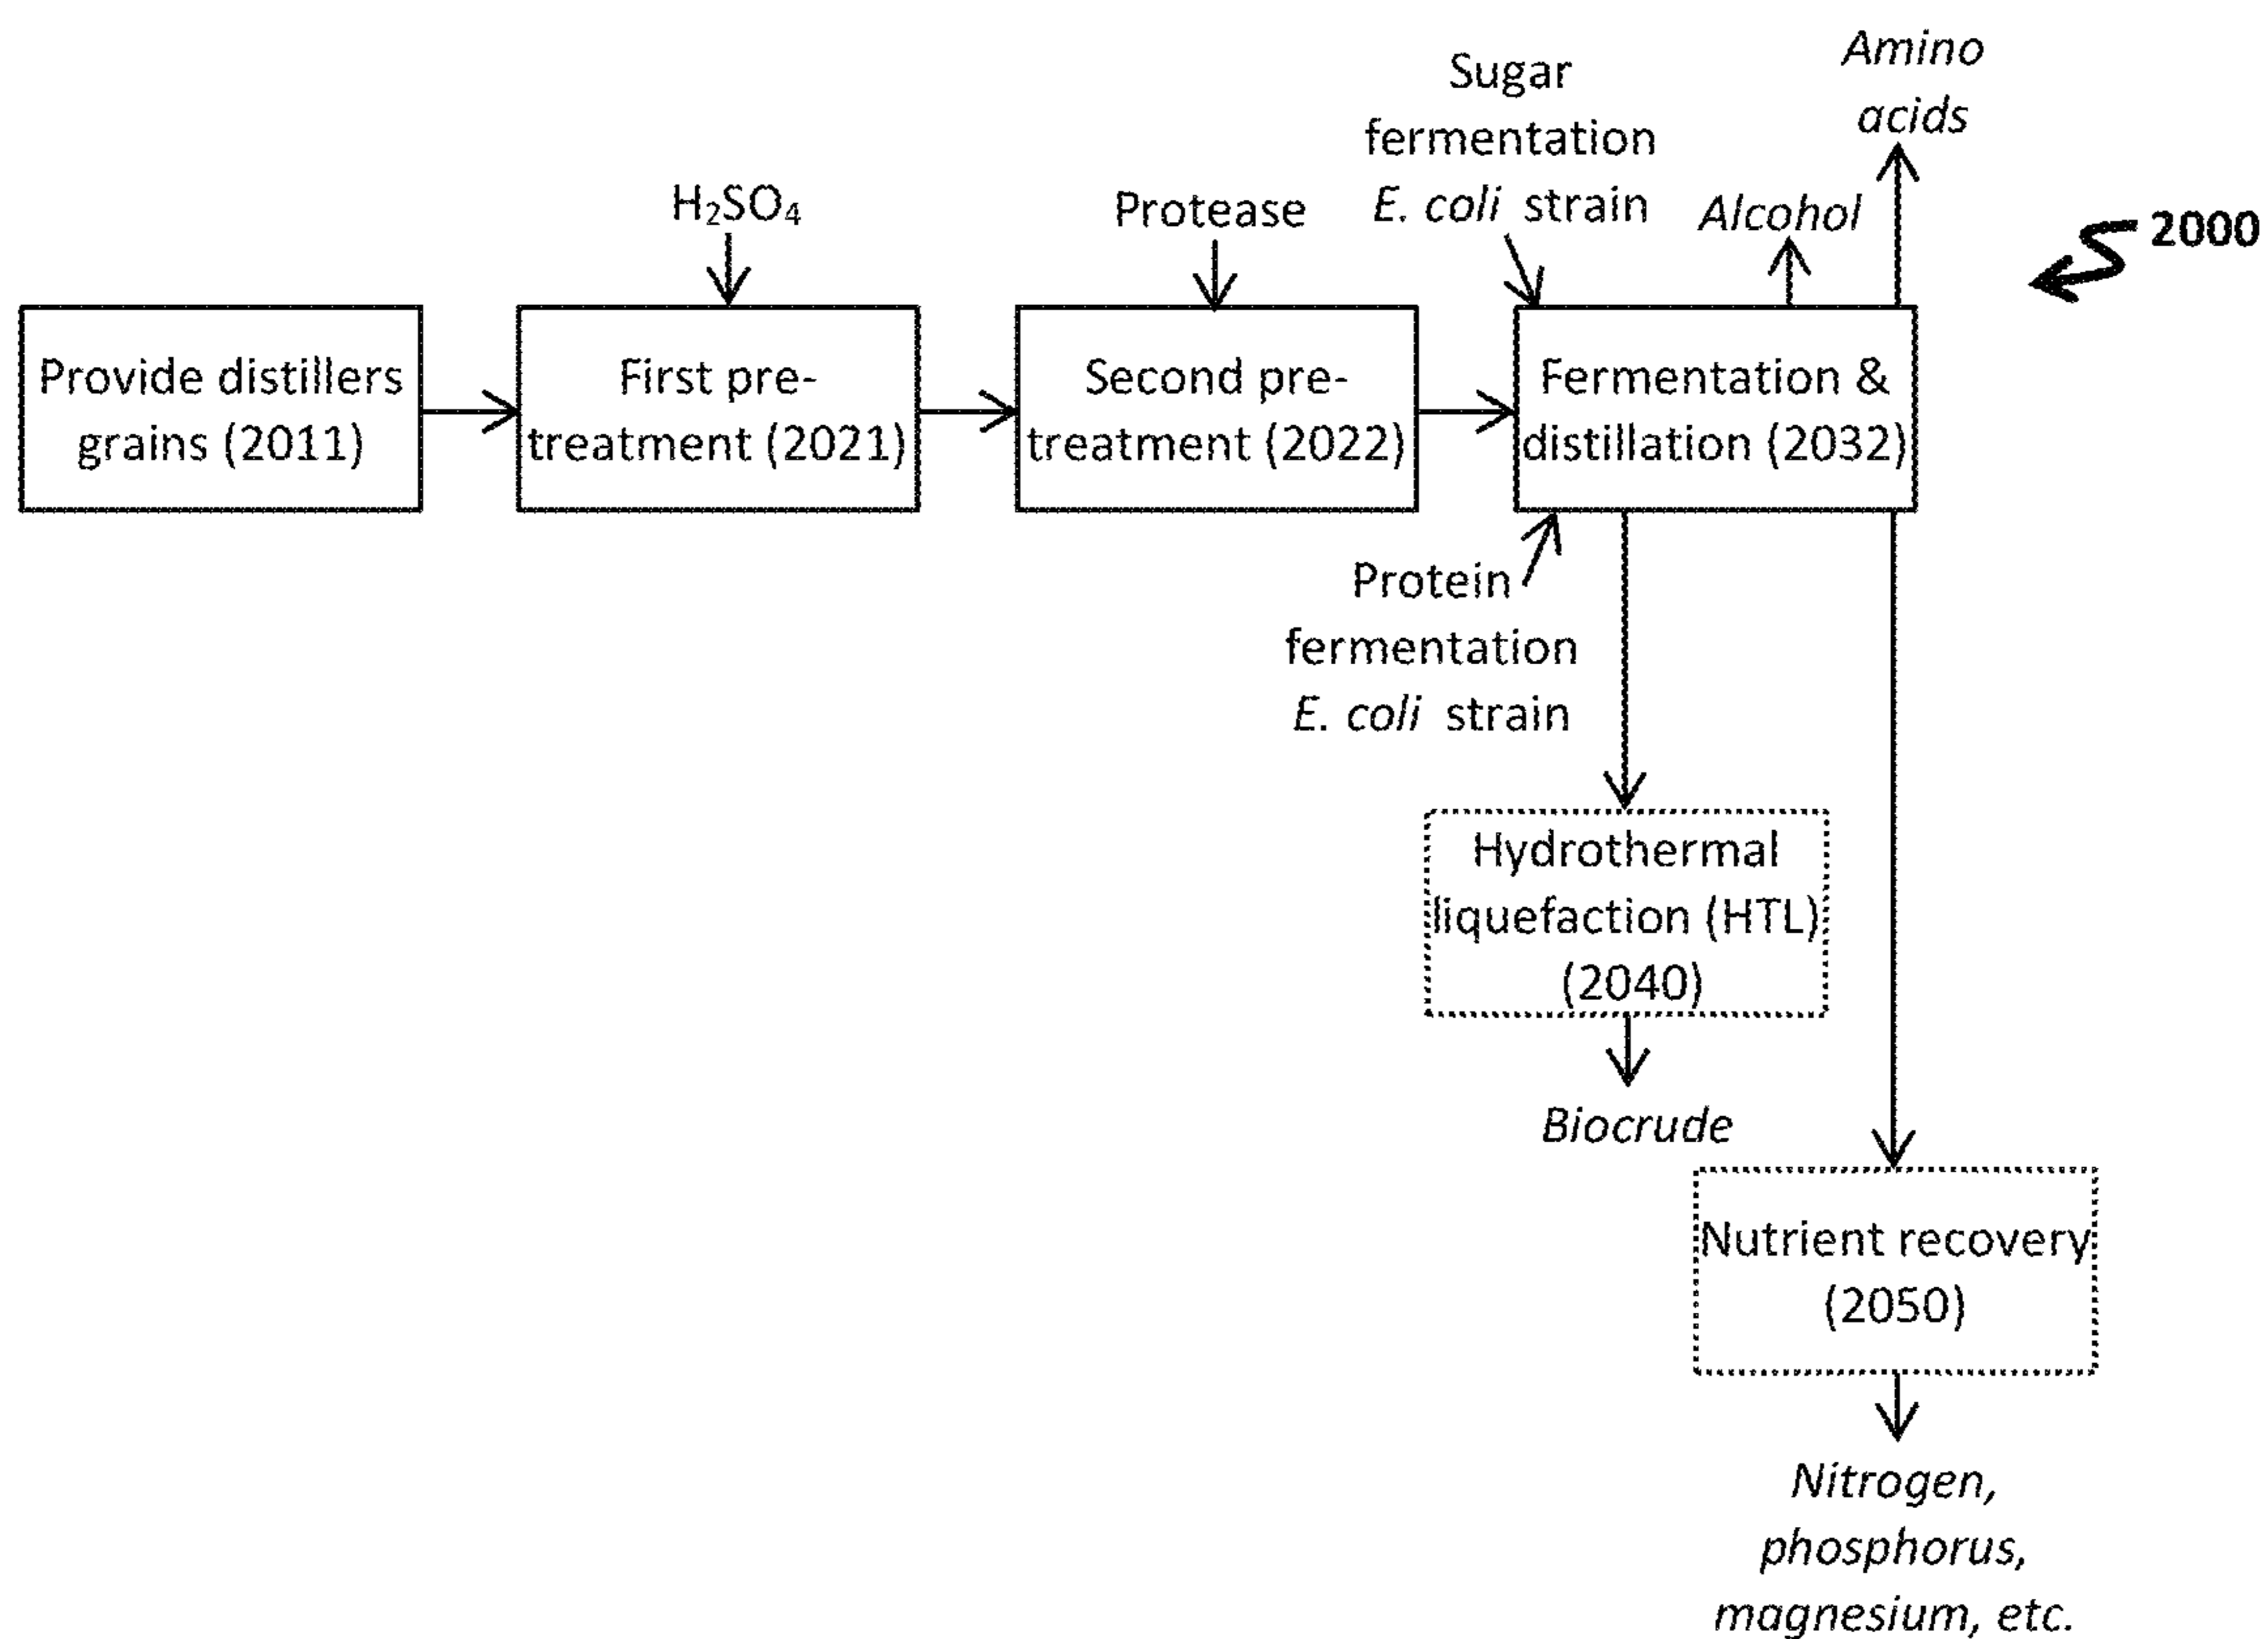 Amino
acids
Sugar
fermentation
E. coli strain
Alcohol
2000
H₂SO₄
Protease
Provide distillers
grains (2011)
First pre-
treatment (2021)
Second pre-
treatment (2022)
Fermentation &
distillation (2032)
Protein
fermentation
E. coli strain
Hydrothermal
liquefaction (HTL)
(2040)
Biocrude
Nutrient recovery
(2050)
Nitrogen,
phosphorus,
magnesium, etc.